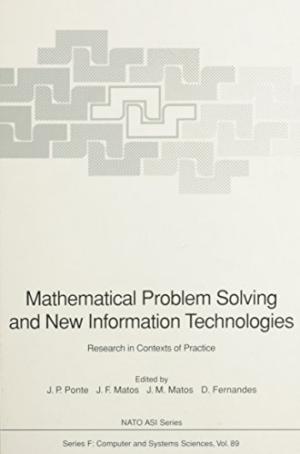 Mathematical Problem Solving
and New Information Technologies
Research in Contexts of Practice
Edited by
J. P. Ponte J. F. Matos J. M. Matos D. Fernandes
NATO ASI Series
Series F: Computer and Systems Sciences, Vol. 89